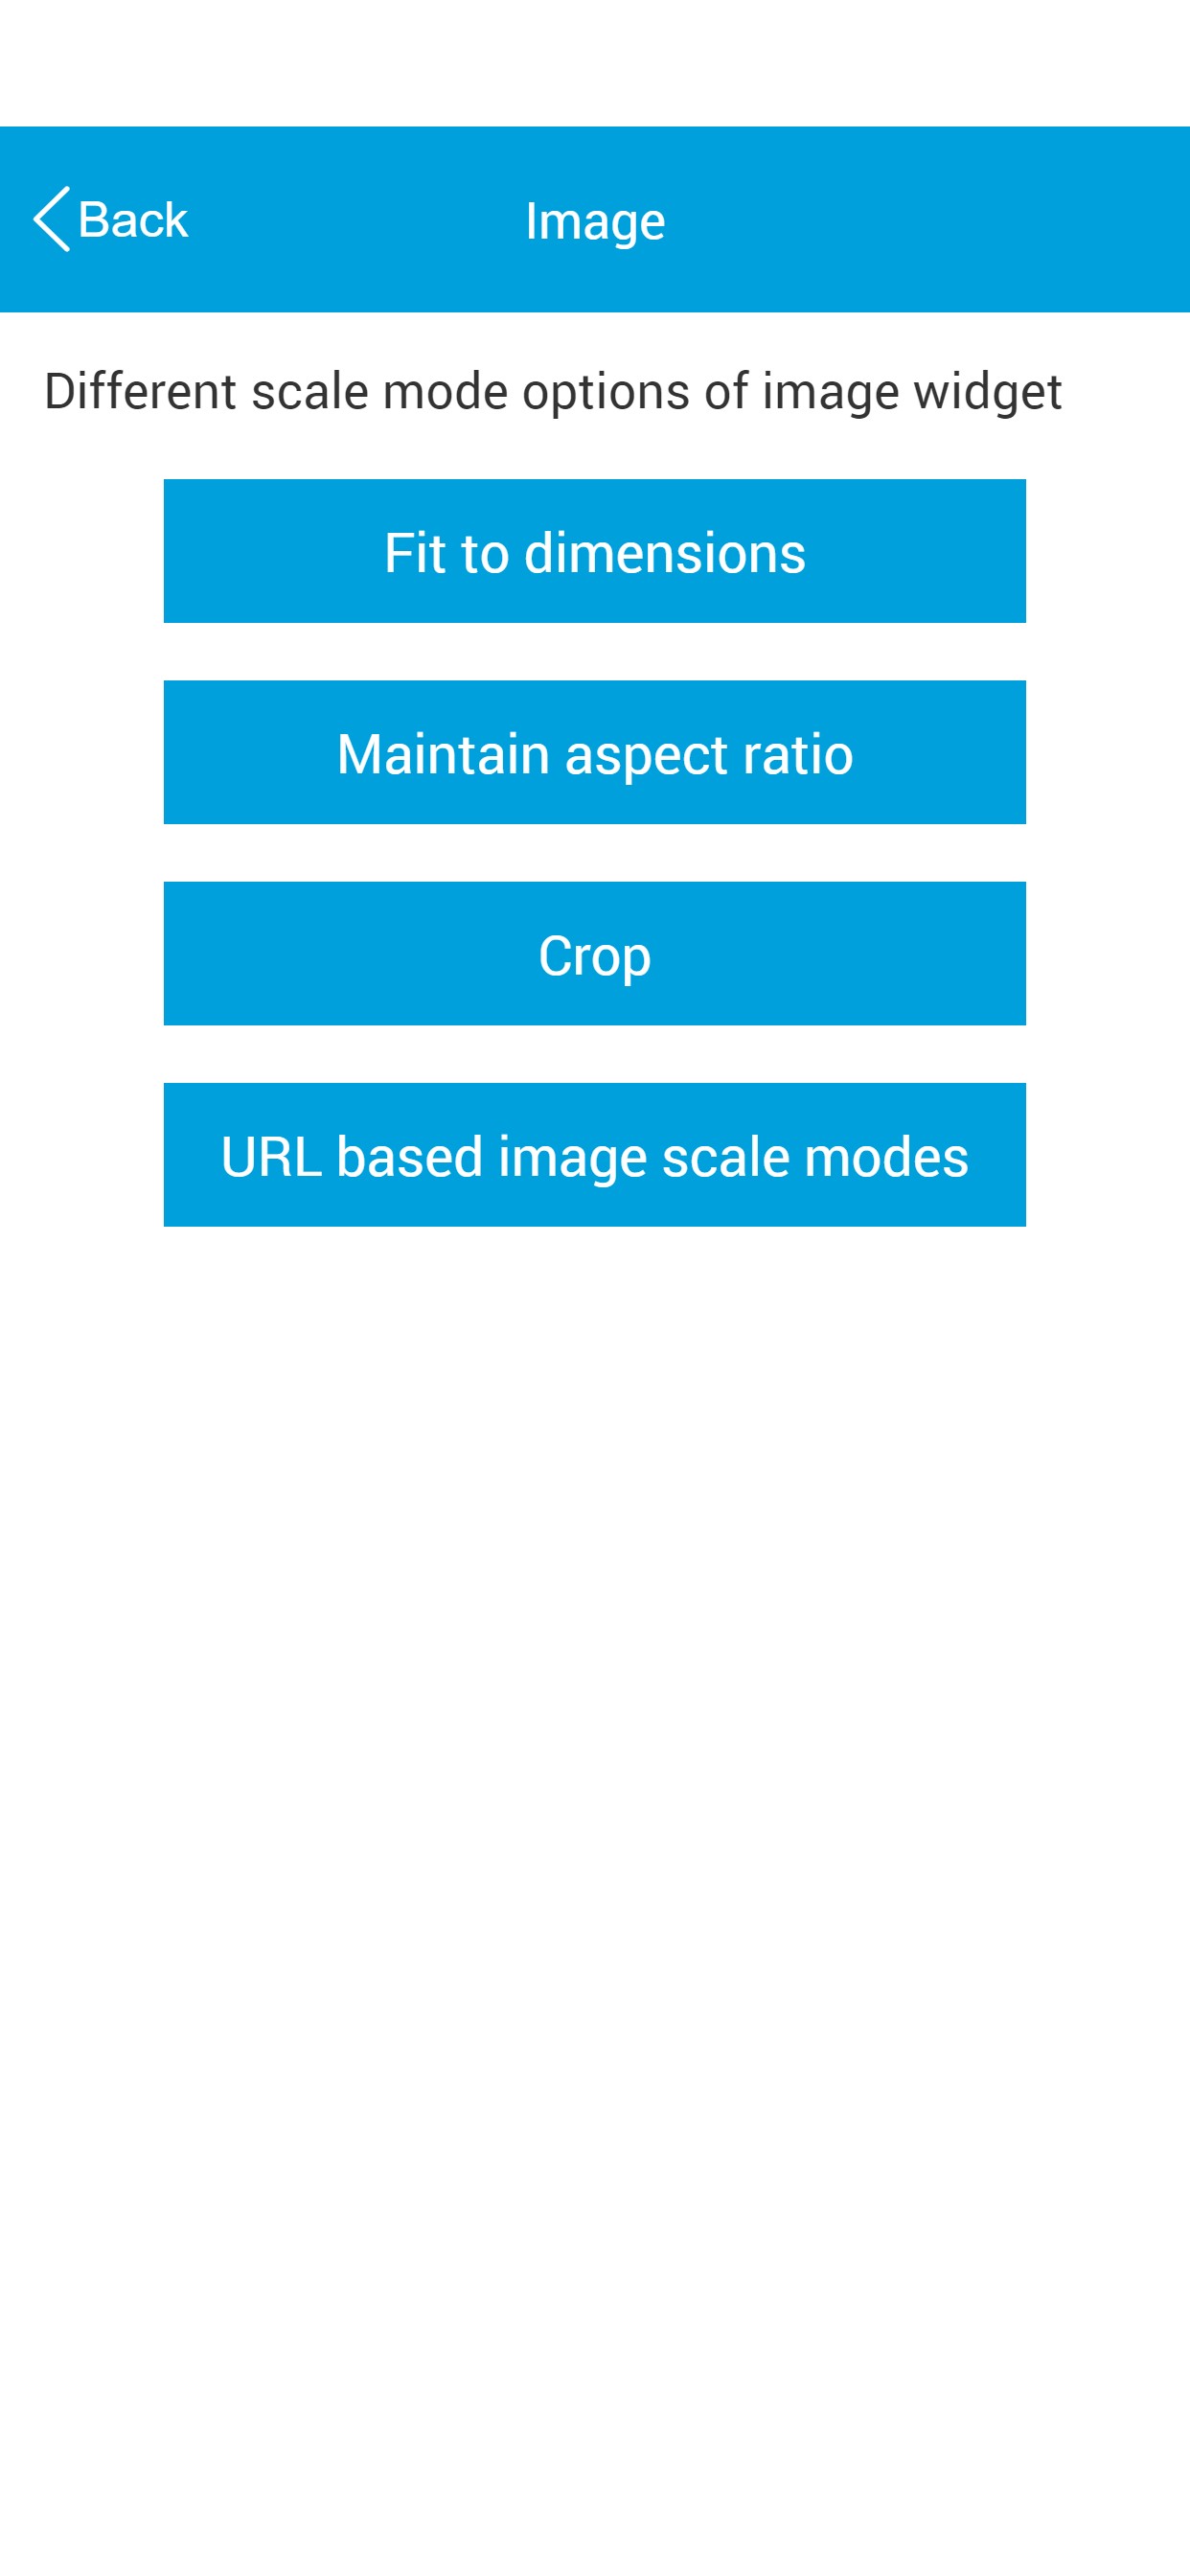 Back
Image
Different scale mode options of image widget
Fit to dimensions
Maintain aspect ratio
Crop
URL based image scale modes